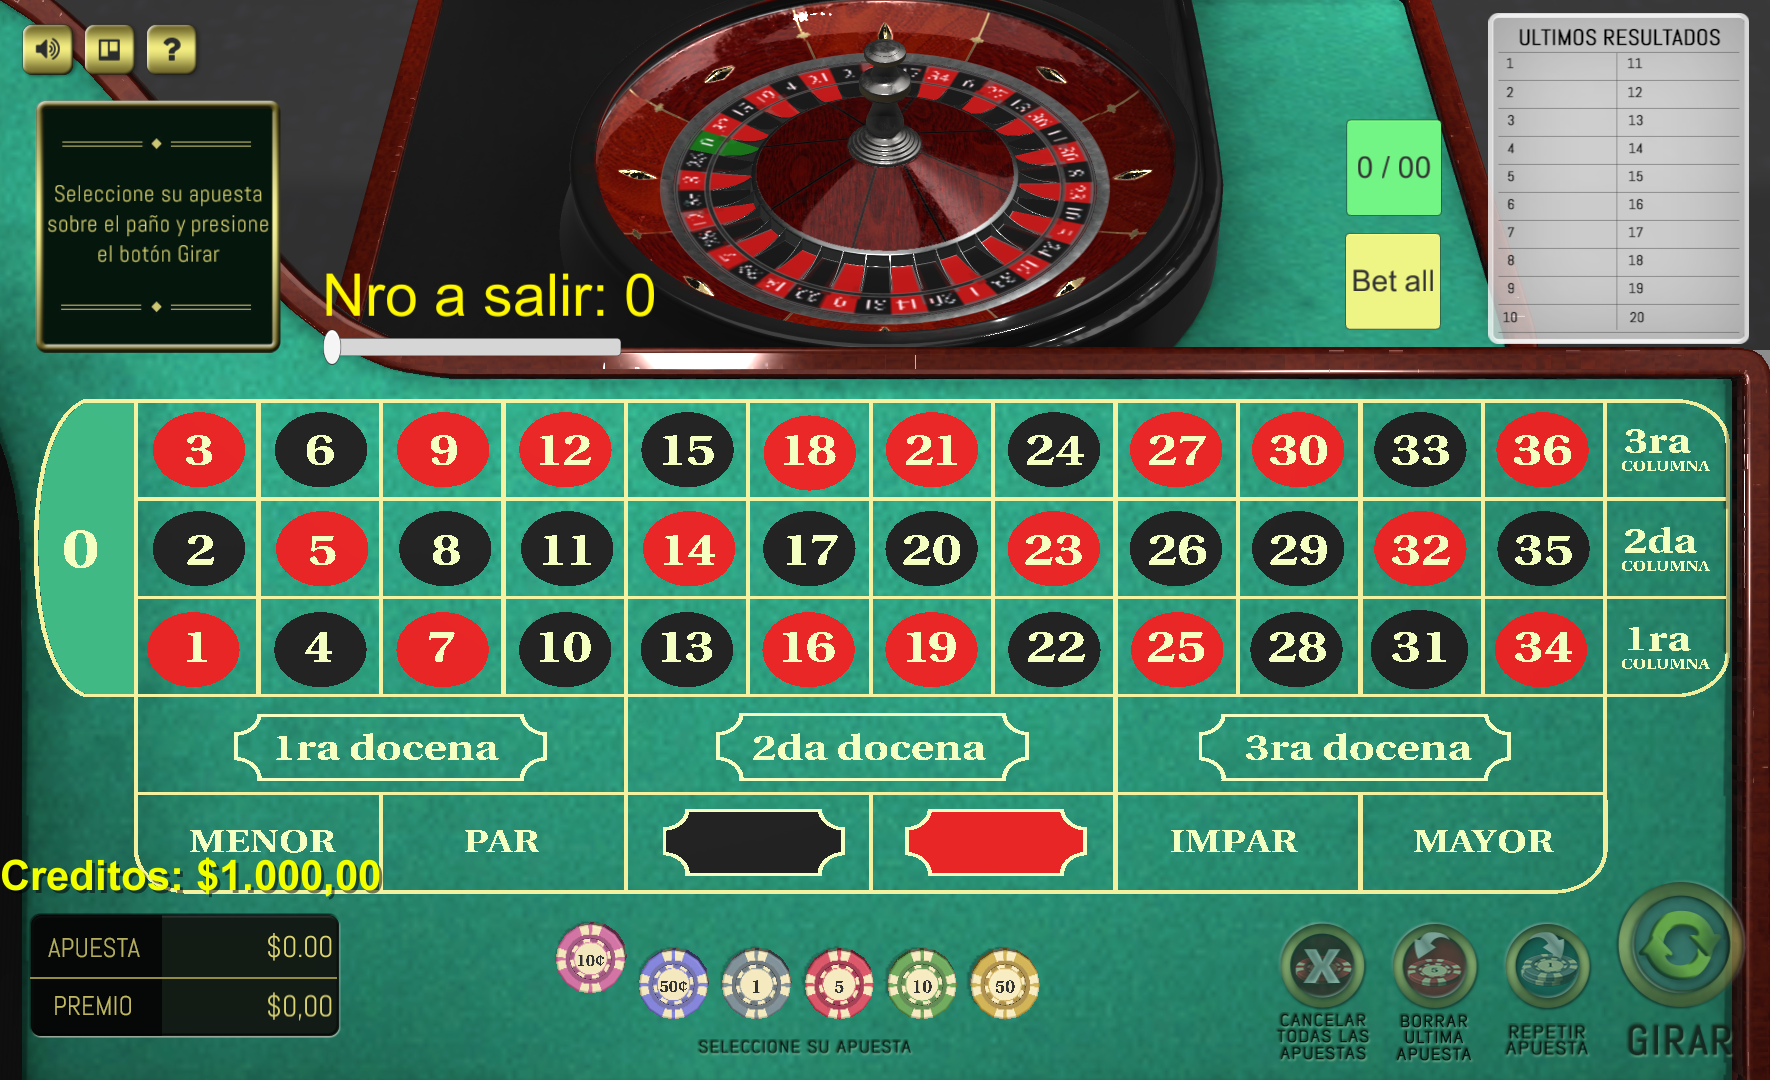 ?
ULTIMOS RESULTADOS
1 11
2 12
3 13
4 14
5 15
6 16
7 17
8 18
9 19
10 20
Seleccione su apuesta
sobre el paño y presione
el botón Girar
0 / 00
Bet all
Nro a salir: 0
3 6 9 12 15 18 21 24 27 30 33 36 3ra
COLUMNA
0 2 5 8 11 14 17 20 23 26 29 32 35 2da
COLUMNA
1 4 7 10 13 16 19 22 25 28 31 34 1ra
COLUMNA
1ra docena 2da docena 3ra docena
MENOR PAR IMPAR MAYOR
Creditos: $1.000,00
APUESTA $0.00
PREMIO $0,00
10¢ 50¢ 1 5 10 50
SELECCIONE SU APUESTA
X
CANCELAR
TODAS LAS
APUESTAS
BORRAR
ULTIMA
APUESTA
REPETIR
APUESTA
GIRAR